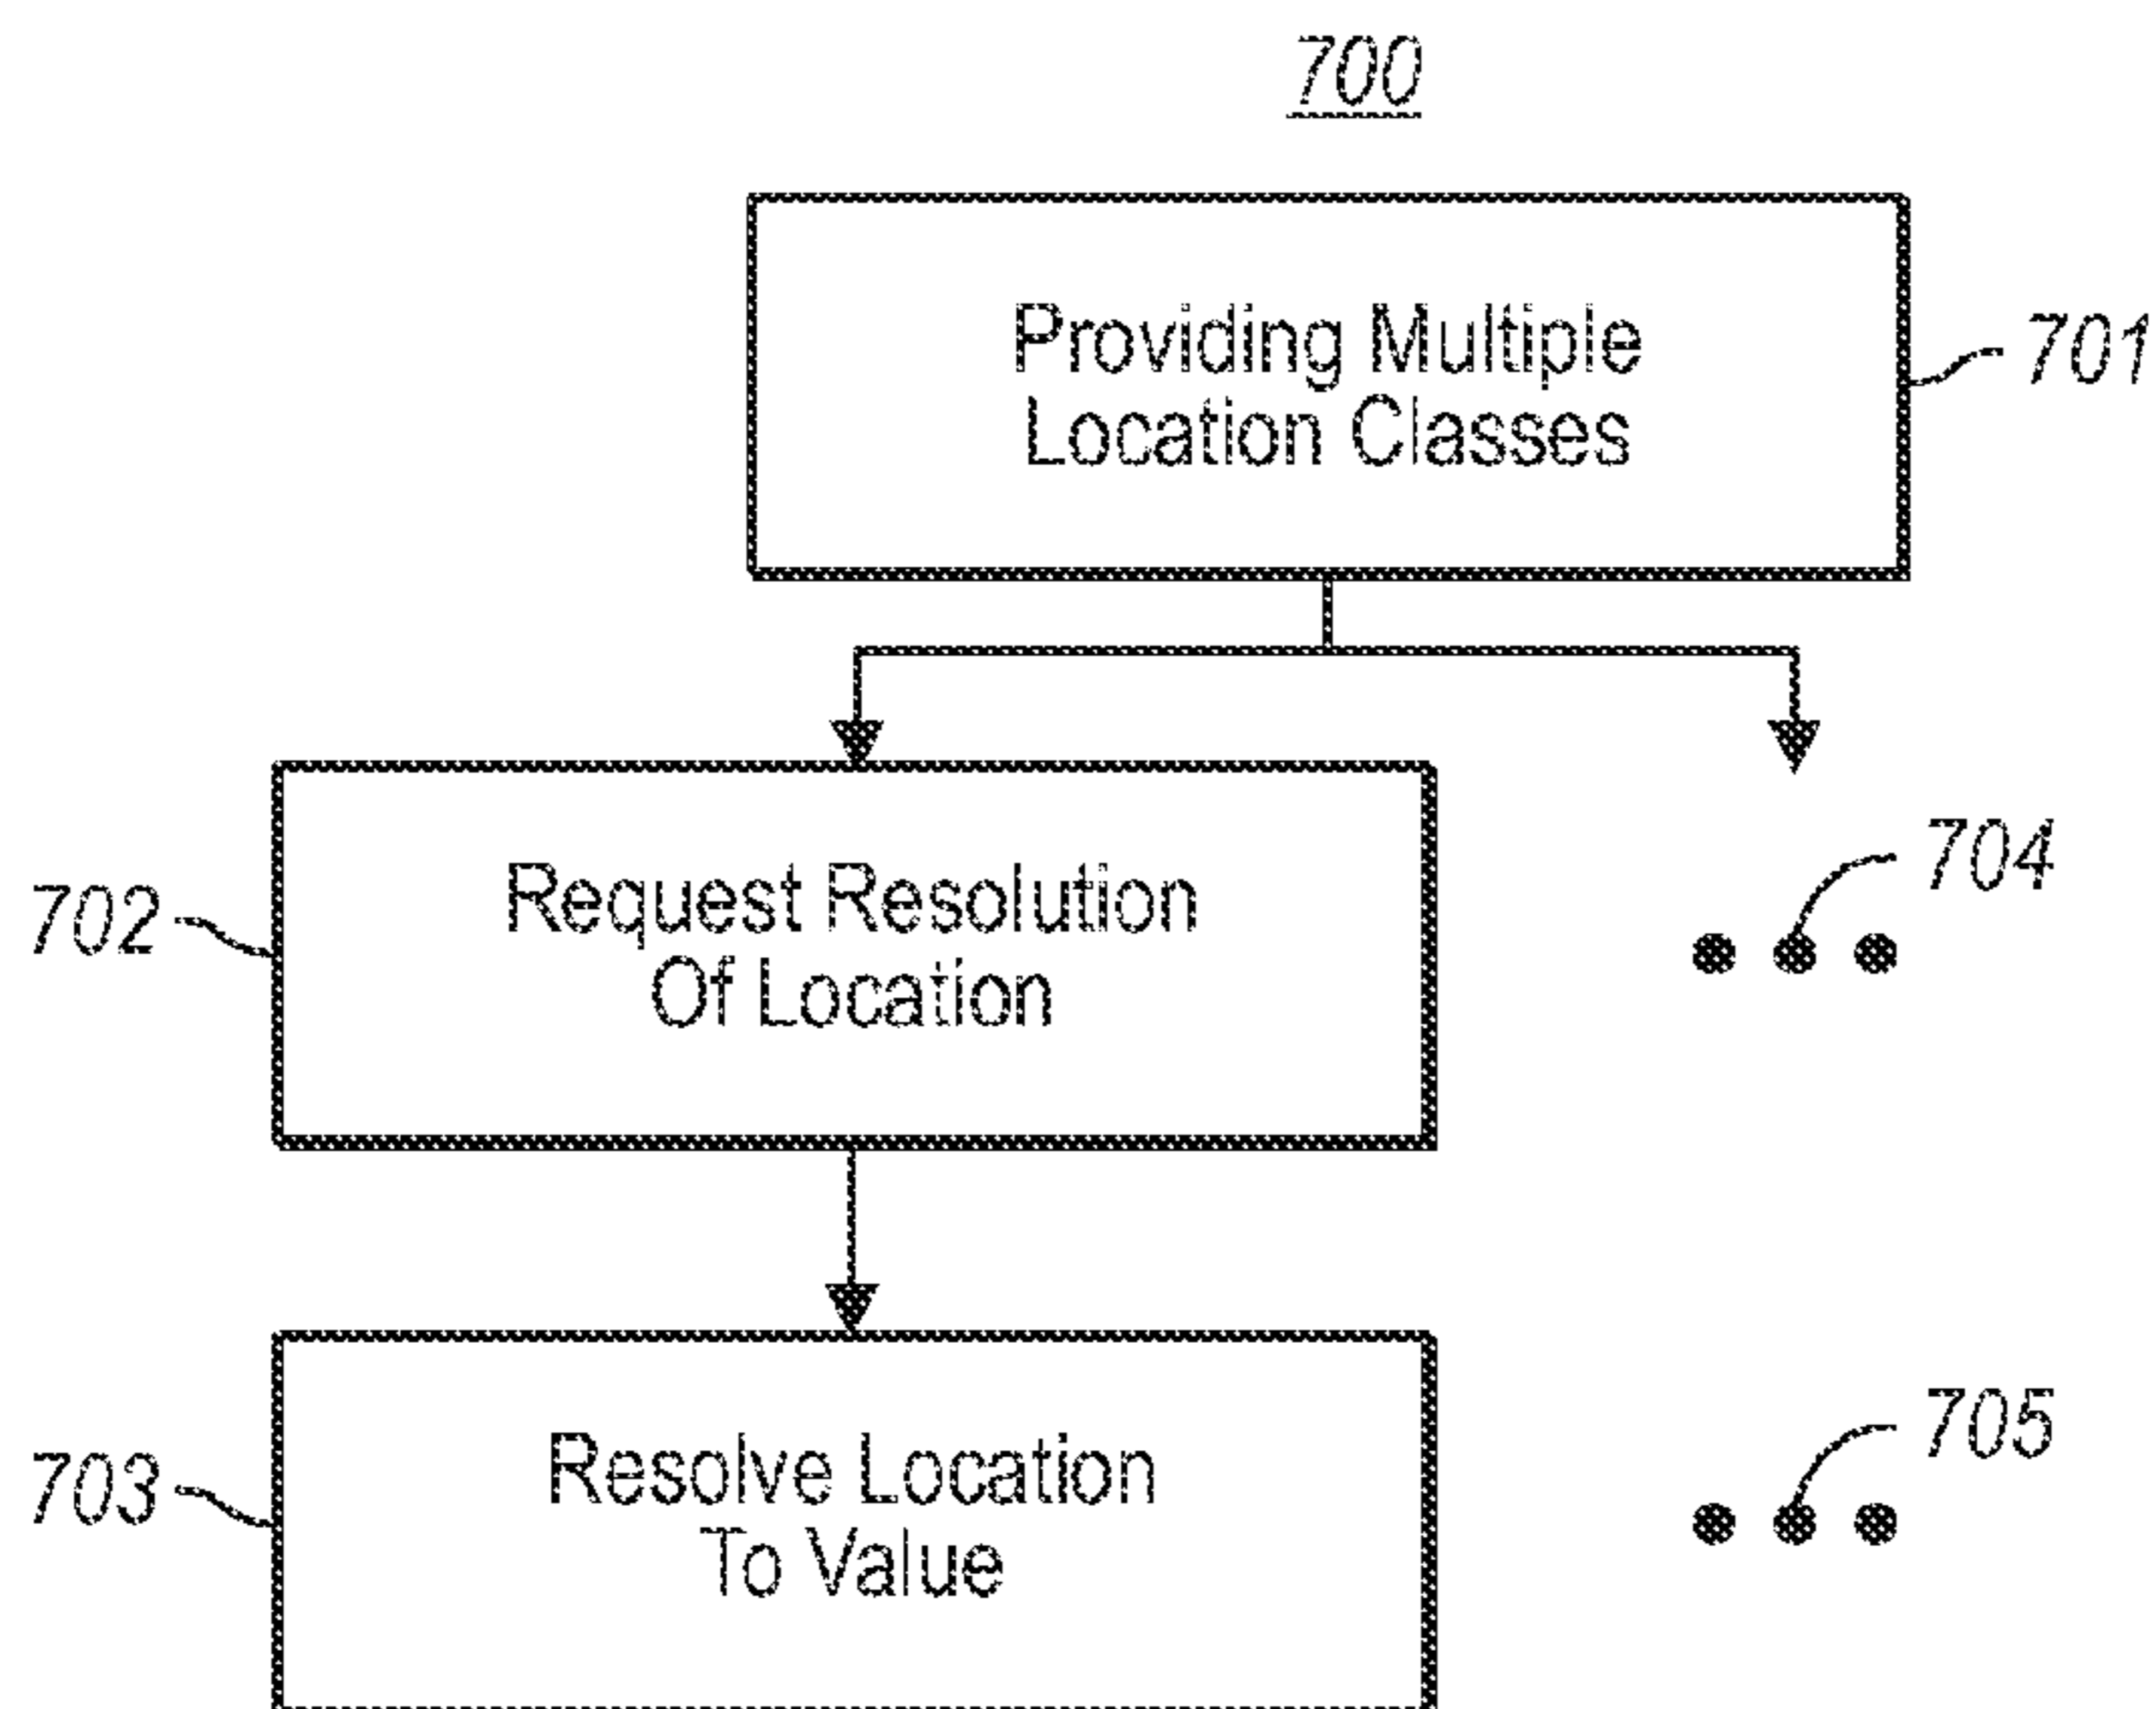 700
Providing Multiple
Location Classes
701
702
Request Resolution
Of Location
704
703
Resolve Location
To Value
705